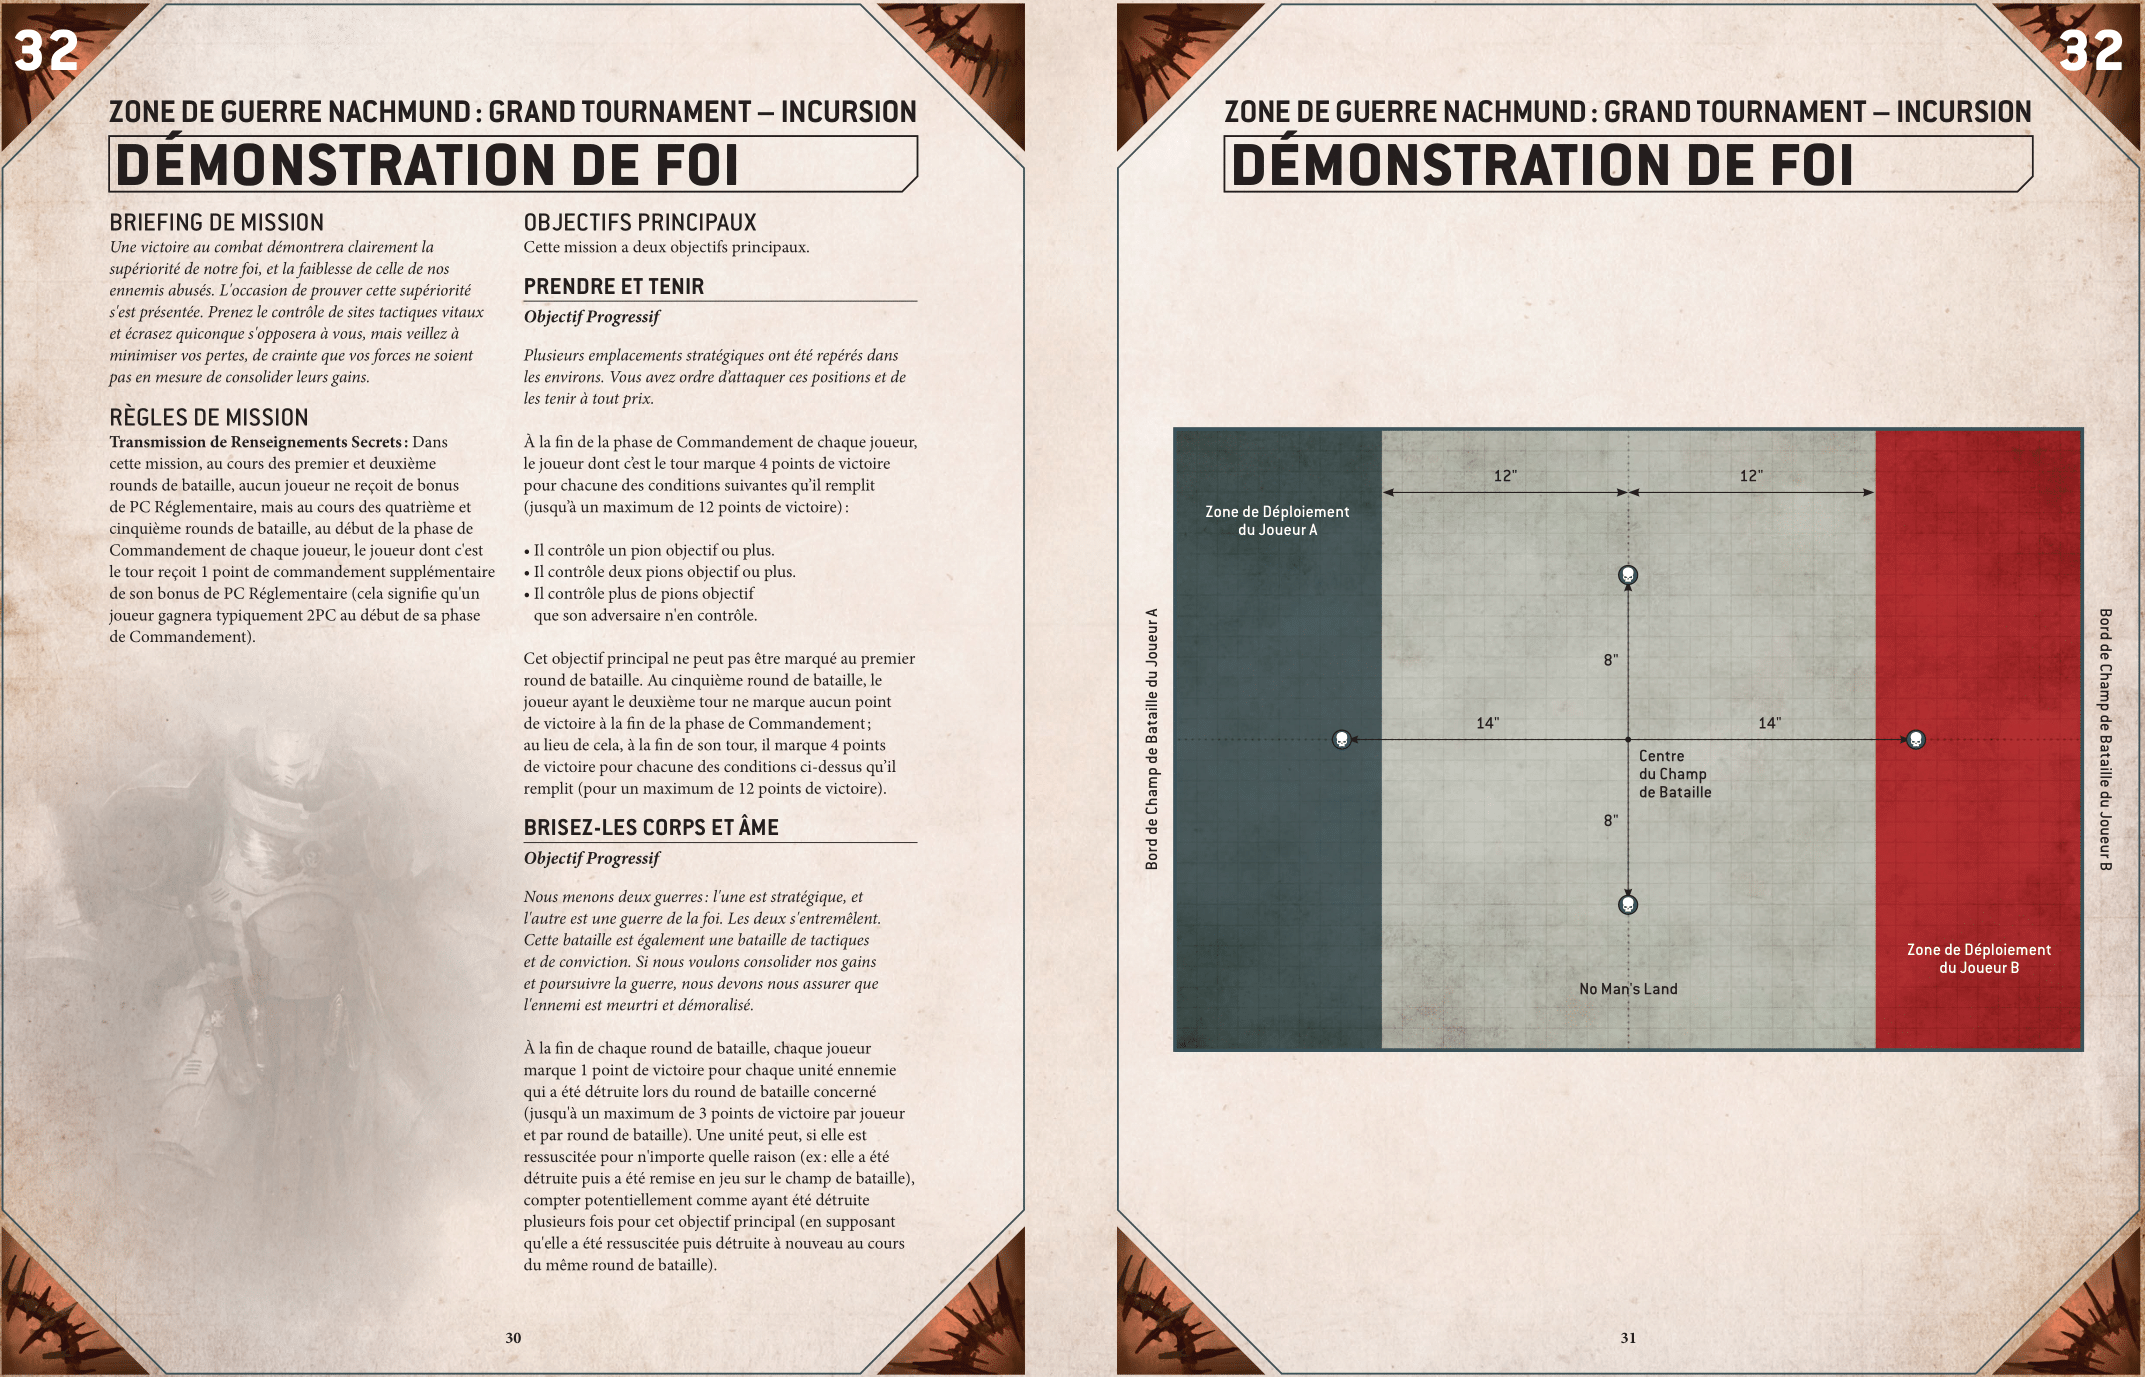 32
ZONE DE GUERRE NACHMUND : GRAND TOURNAMENT – INCURSION
DÉMONSTRATION DE FOI
BRIEFING DE MISSION
Une victoire au combat démontrera clairement la
supériorité de notre foi, et la faiblesse de celle de nos
ennemis abusés. L'occasion de prouver cette supériorité
s'est présentée. Prenez le contrôle de sites tactiques vitaux
et écrasez quiconque s'opposera à vous, mais veillez à
minimiser vos pertes, de crainte que vos forces ne soient
pas en mesure de consolider leurs gains.
RÈGLES DE MISSION
Transmission de Renseignements Secrets : Dans
cette mission, au cours des premier et deuxième
rounds de bataille, aucun joueur ne reçoit de bonus
de PC Réglementaire, mais au cours des quatrième et
cinquième rounds de bataille, au début de la phase de
Commandement de chaque joueur, le joueur dont c'est
le tour reçoit 1 point de commandement supplémentaire
de son bonus de PC Réglementaire (cela signifie qu'un
joueur gagnera typiquement 2PC au début de sa phase
de Commandement).
OBJECTIFS PRINCIPAUX
Cette mission a deux objectifs principaux.
PRENDRE ET TENIR
Objectif Progressif
Plusieurs emplacements stratégiques ont été repérés dans
les environs. Vous avez ordre d’attaquer ces positions et de
les tenir à tout prix.
À la fin de la phase de Commandement de chaque joueur,
le joueur dont c’est le tour marque 4 points de victoire
pour chacune des conditions suivantes qu’il remplit
(jusqu’à un maximum de 12 points de victoire) :
• Il contrôle un pion objectif ou plus.
• Il contrôle deux pions objectif ou plus.
• Il contrôle plus de pions objectif
que son adversaire n'en contrôle.
Cet objectif principal ne peut pas être marqué au premier
round de bataille. Au cinquième round de bataille, le
joueur ayant le deuxième tour ne marque aucun point
de victoire à la fin de la phase de Commandement ;
au lieu de cela, à la fin de son tour, il marque 4 points
de victoire pour chacune des conditions ci-dessus qu’il
remplit (pour un maximum de 12 points de victoire).
BRISEZ-LES CORPS ET ÂME
Objectif Progressif
Nous menons deux guerres : l'une est stratégique, et
l'autre est une guerre de la foi. Les deux s'entremêlent.
Cette bataille est également une bataille de tactiques
et de conviction. Si nous voulons consolider nos gains
et poursuivre la guerre, nous devons nous assurer que
l'ennemi est meurtri et démoralisé.
À la fin de chaque round de bataille, chaque joueur
marque 1 point de victoire pour chaque unité ennemie
qui a été détruite lors du round de bataille concerné
(jusqu'à un maximum de 3 points de victoire par joueur
et par round de bataille). Une unité peut, si elle est
ressuscitée pour n'importe quelle raison (ex : elle a été
détruite puis a été remise en jeu sur le champ de bataille),
compter potentiellement comme ayant été détruite
plusieurs fois pour cet objectif principal (en supposant
qu'elle a été ressuscitée puis détruite à nouveau au cours
du même round de bataille).
30
32
ZONE DE GUERRE NACHMUND : GRAND TOURNAMENT – INCURSION
DÉMONSTRATION DE FOI
12"
12"
Zone de Déploiement
du Joueur A
8"
Bord de Champ de Bataille du Joueur A
Bord de Champ de Bataille du Joueur B
14"
14"
Centre
du Champ
de Bataille
8"
Zone de Déploiement
du Joueur B
No Man's Land
31